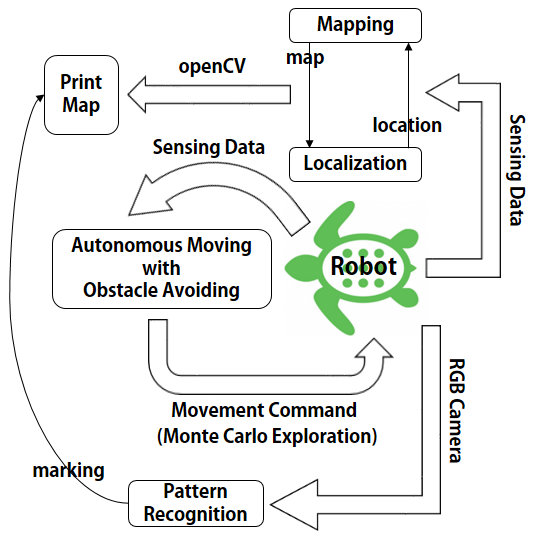 Mapping
openCV
map
Print
Map
location
Sensing Data
Localization
Sensing Data
Autonomous Moving
with
Obstacle Avoiding
Robot
Movement Command
(Monte Carlo Exploration)
RGB Camera
marking
Pattern
Recognition